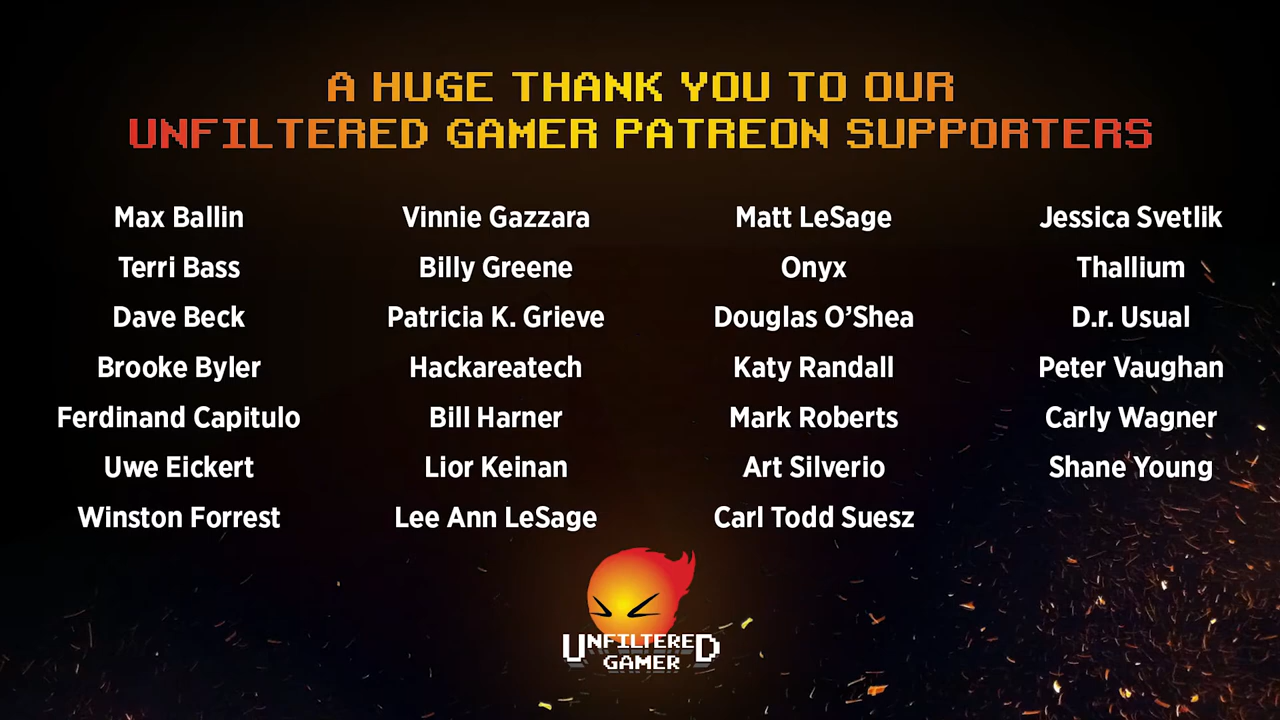 A HUGE THANK YOU TO OUR
UNFILTERED GAMER PATREON SUPPORTERS
Max Ballin
Terri Bass
Dave Beck
Brooke Byler
Ferdinand Capitulo
Uwe Eickert
Winston Forrest
Vinnie Gazzara
Billy Greene
Patricia K. Grieve
Hackareatech
Bill Harner
Lior Keinan
Lee Ann LeSage
Matt LeSage
Onyx
Douglas O’Shea
Katy Randall
Mark Roberts
Art Silverio
Carl Todd Suesz
Jessica Svetlik
Thallium
D.r. Usual
Peter Vaughan
Carly Wagner
Shane Young
UNFILTERED
GAMER